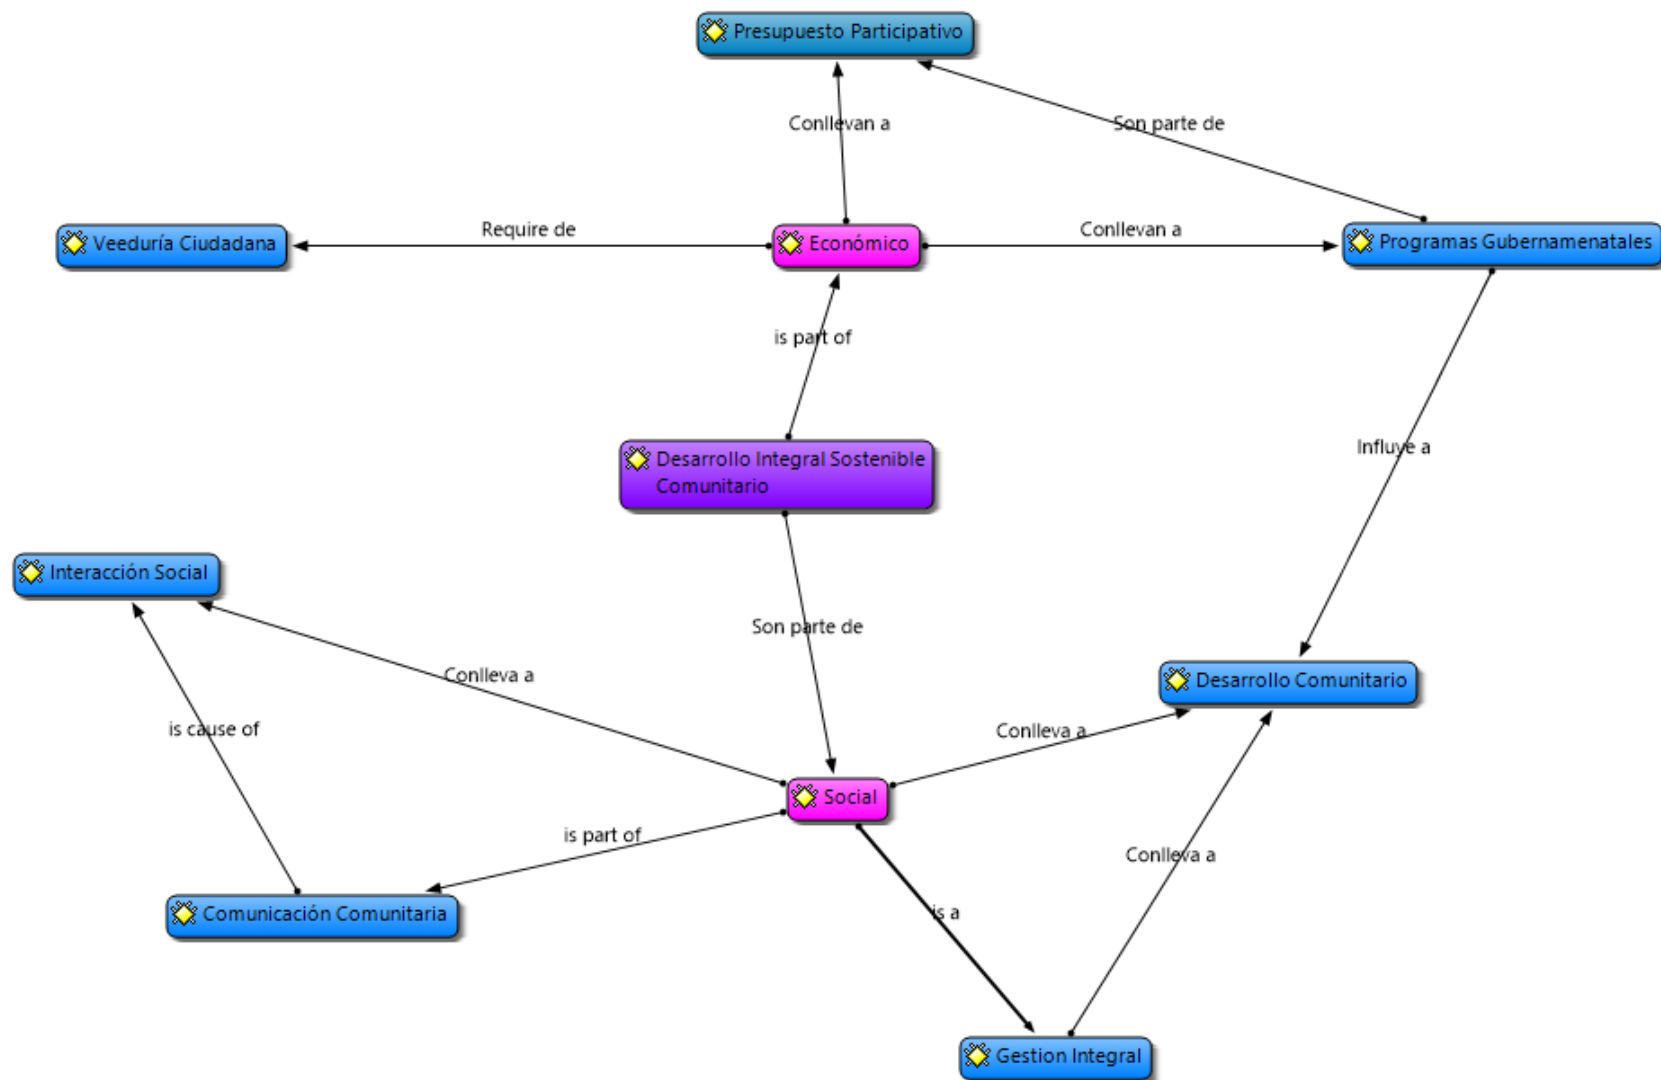 Presupuesto Participativo
Conllevan a
Son parte de
Veeduría Ciudadana
Require de
Económico
Conllevan a
Programas Gubernamenatales
is part of
Desarrollo Integral Sostenible
Comunitario
Influye a
Interacción Social
Son parte de
Conlleva a
Desarrollo Comunitario
is cause of
Conlleva a
Social
is part of
Conlleva a
Comunicación Comunitaria
is a
Gestion Integral